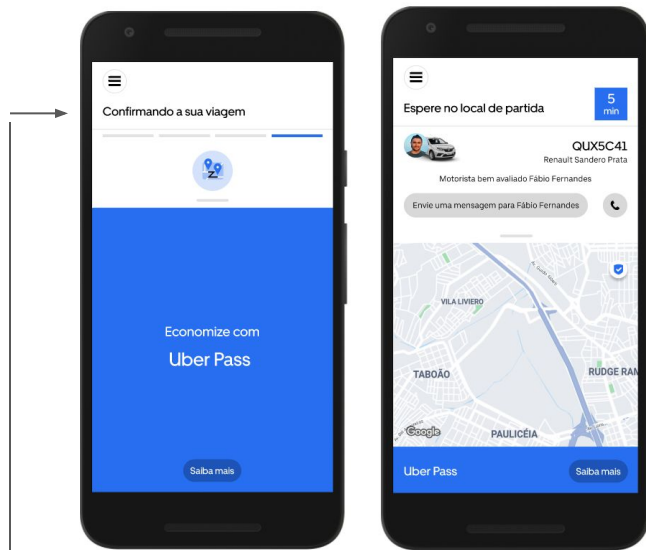 Confirmando a sua viagem
Economize com
Uber Pass
Saiba mais
Espere no local de partida
5
min
QUX5C41
Renault Sandero Prata
Motorista bem avaliado Fábio Fernandes
Envie uma mensagem para Fábio Fernandes
VILA LIVIERO
TABOÃO
RUDGE RAM
Google
PAULICÉIA
Uber Pass
Saiba mais